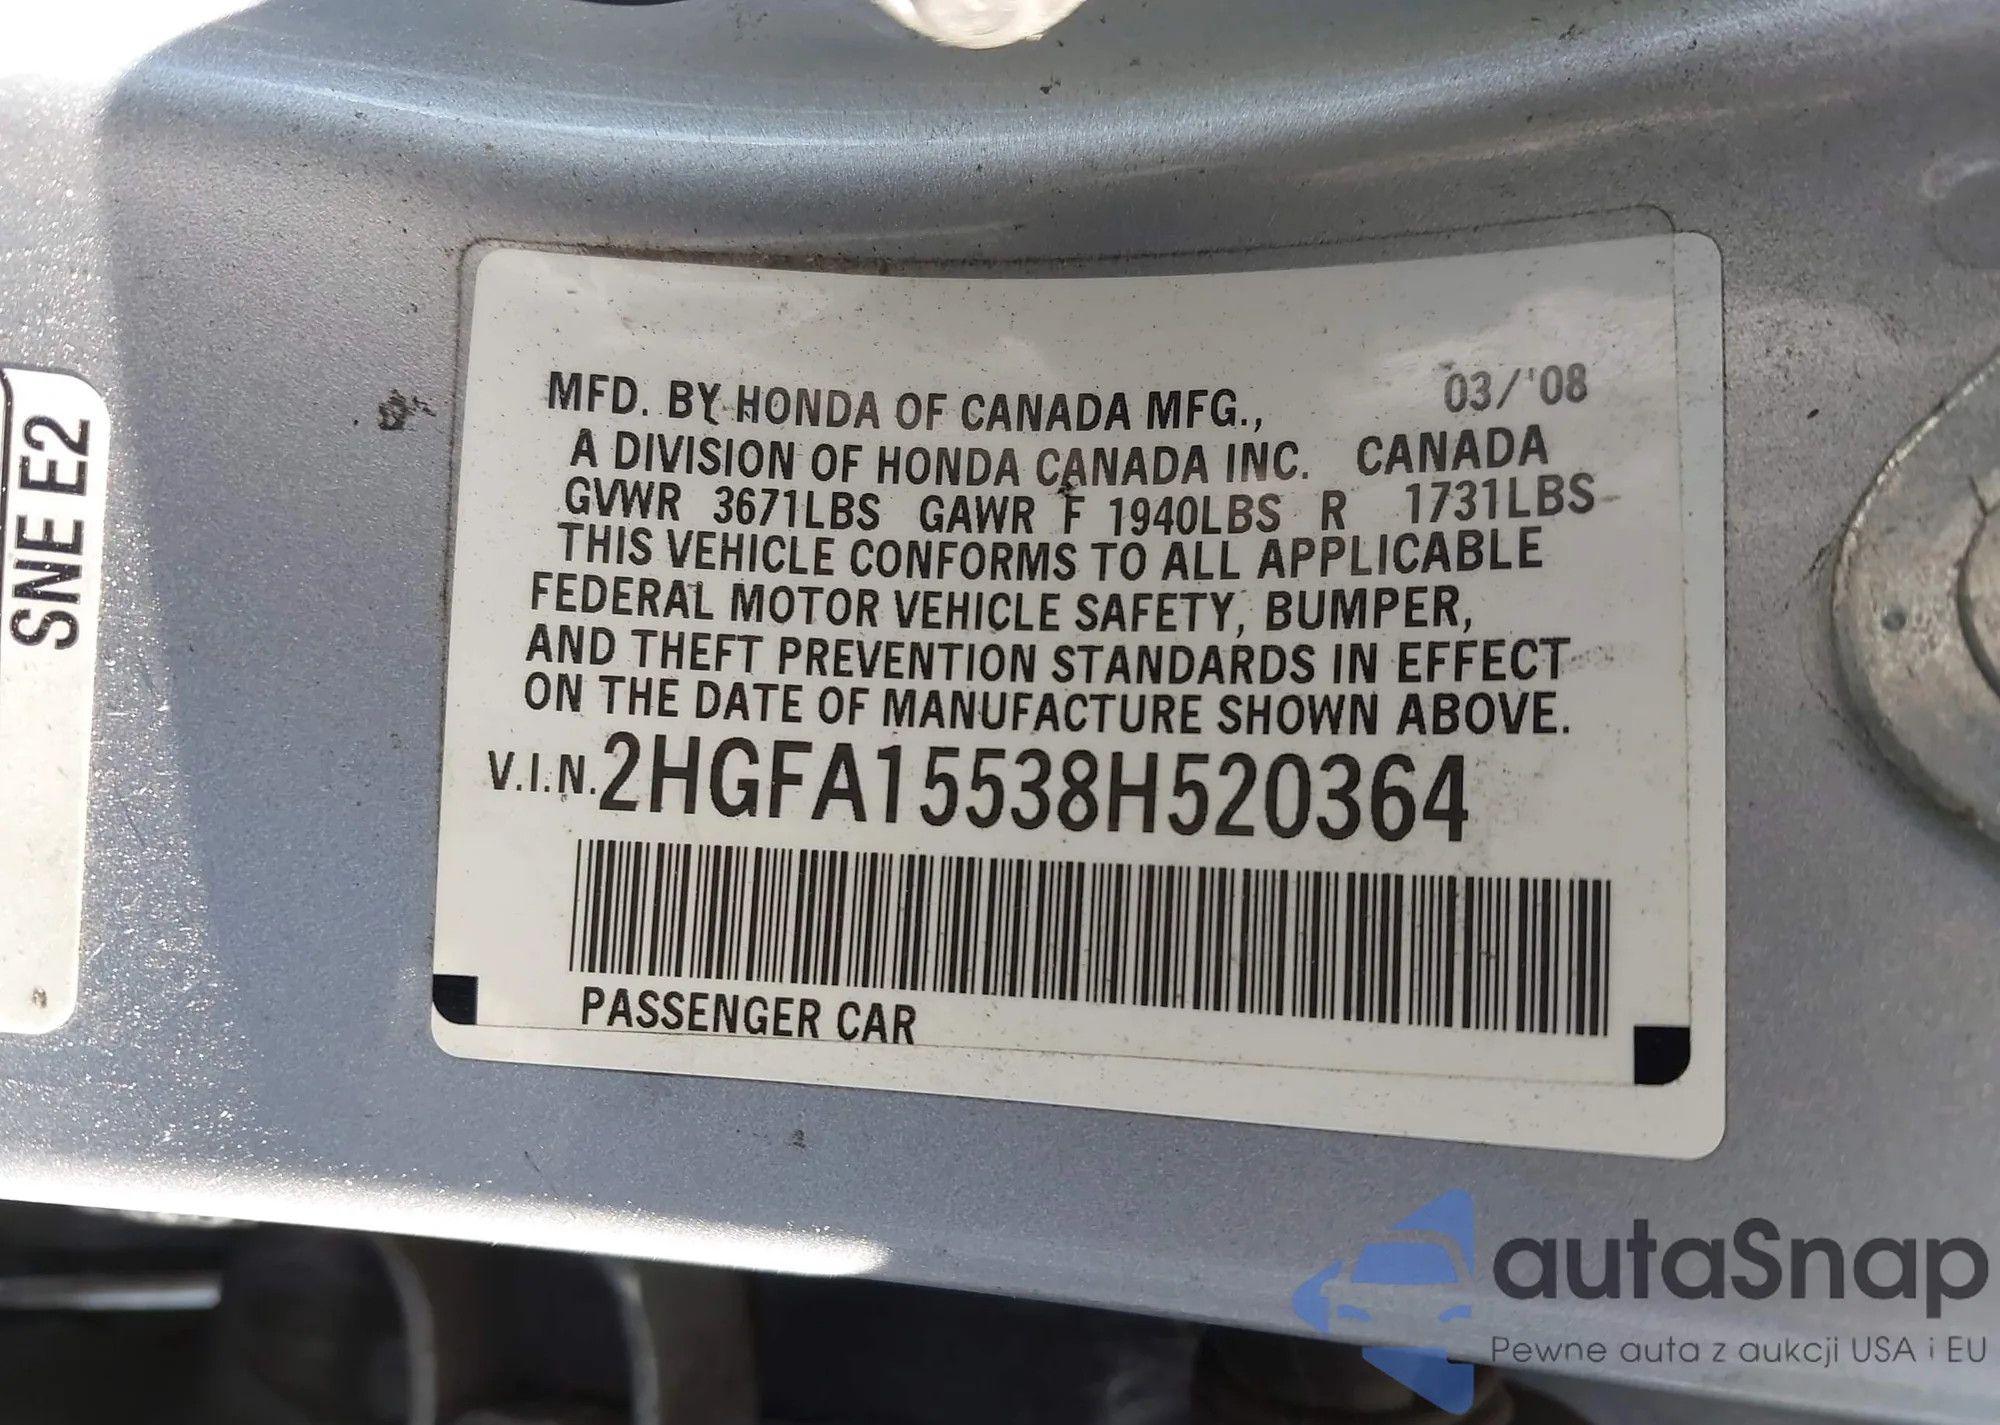 MFD. BY HONDA OF CANADA MFG., 03/'08
A DIVISION OF HONDA CANADA INC. CANADA
GVWR 3671LBS GAWR F 1940LBS R 1731LBS
THIS VEHICLE CONFORMS TO ALL APPLICABLE
FEDERAL MOTOR VEHICLE SAFETY, BUMPER,
AND THEFT PREVENTION STANDARDS IN EFFECT
ON THE DATE OF MANUFACTURE SHOWN ABOVE.
V.I.N. 2HGFA15538H520364
PASSENGER CAR
SNE E2
autaSnap
Pewne auta z aukcji USA i EU